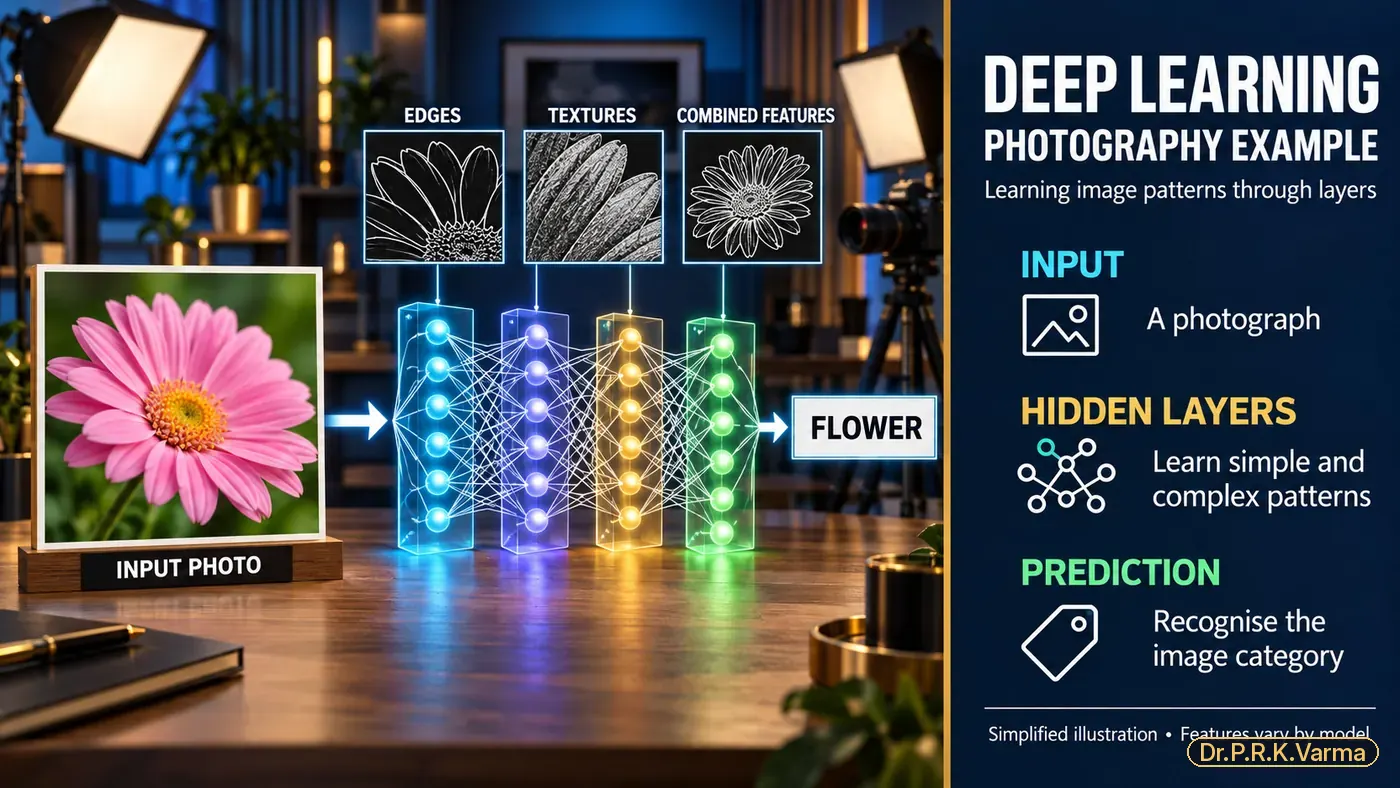 EDGES
TEXTURES
COMBINED FEATURES
INPUT PHOTO
FLOWER
DEEP LEARNING
PHOTOGRAPHY EXAMPLE
Learning image patterns through layers
INPUT
A photograph
HIDDEN LAYERS
Learn simple and
complex patterns
PREDICTION
Recognise the
image category
Simplified illustration • Features vary by model
Dr.P.R.K.Varma